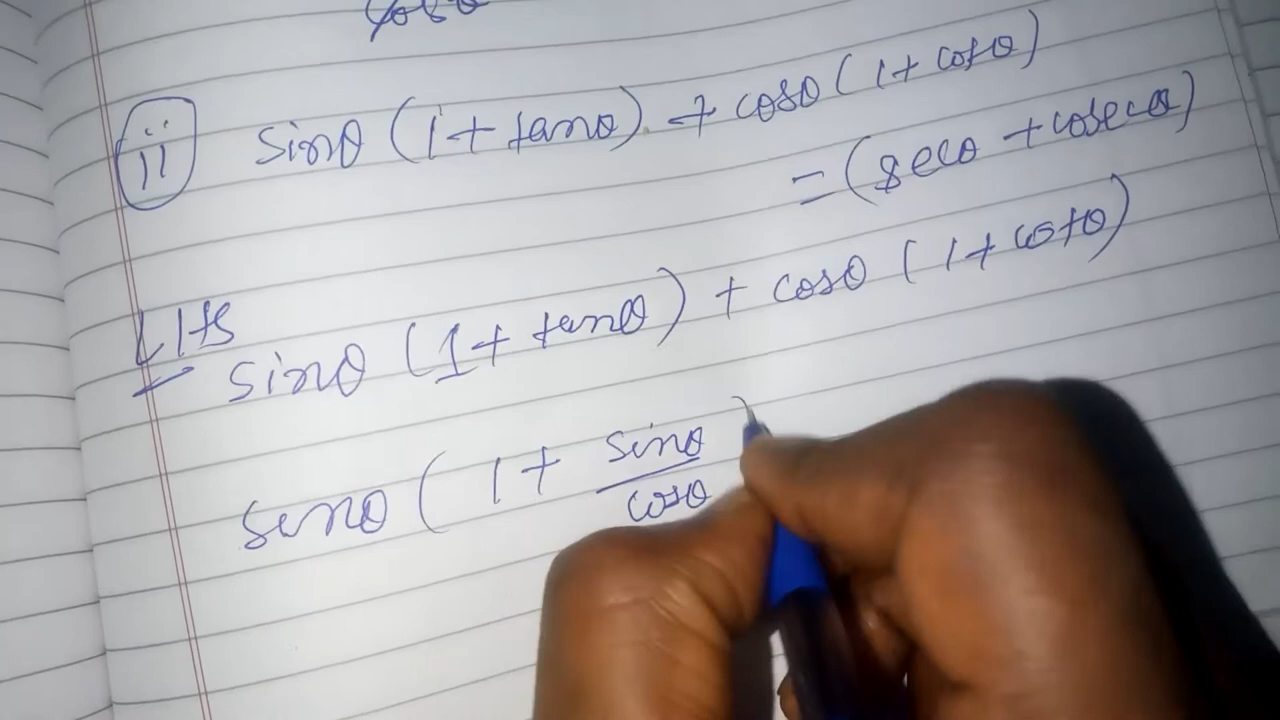 ii sinθ (1 + tanθ) + cosθ (1 + cotθ)
= (secθ + cosecθ)
LHS
sinθ (1 + tanθ) + cosθ (1 + cotθ)
sinθ ( 1 + sinθ/cosθ )